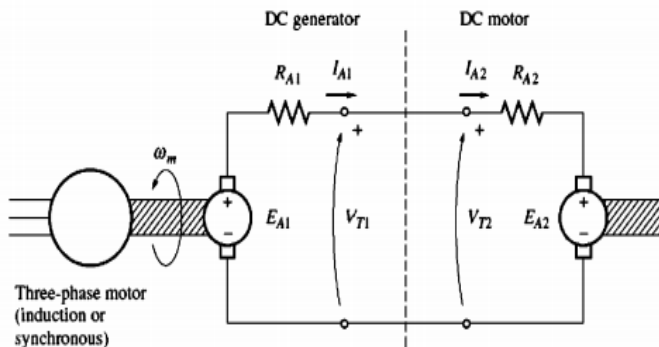 DC generator
DC motor
R_A1
I_A1
I_A2
R_A2
+
+
ω_m
+
−
E_A1
V_T1
V_T2
E_A2
+
−
Three-phase motor
(induction or
synchronous)